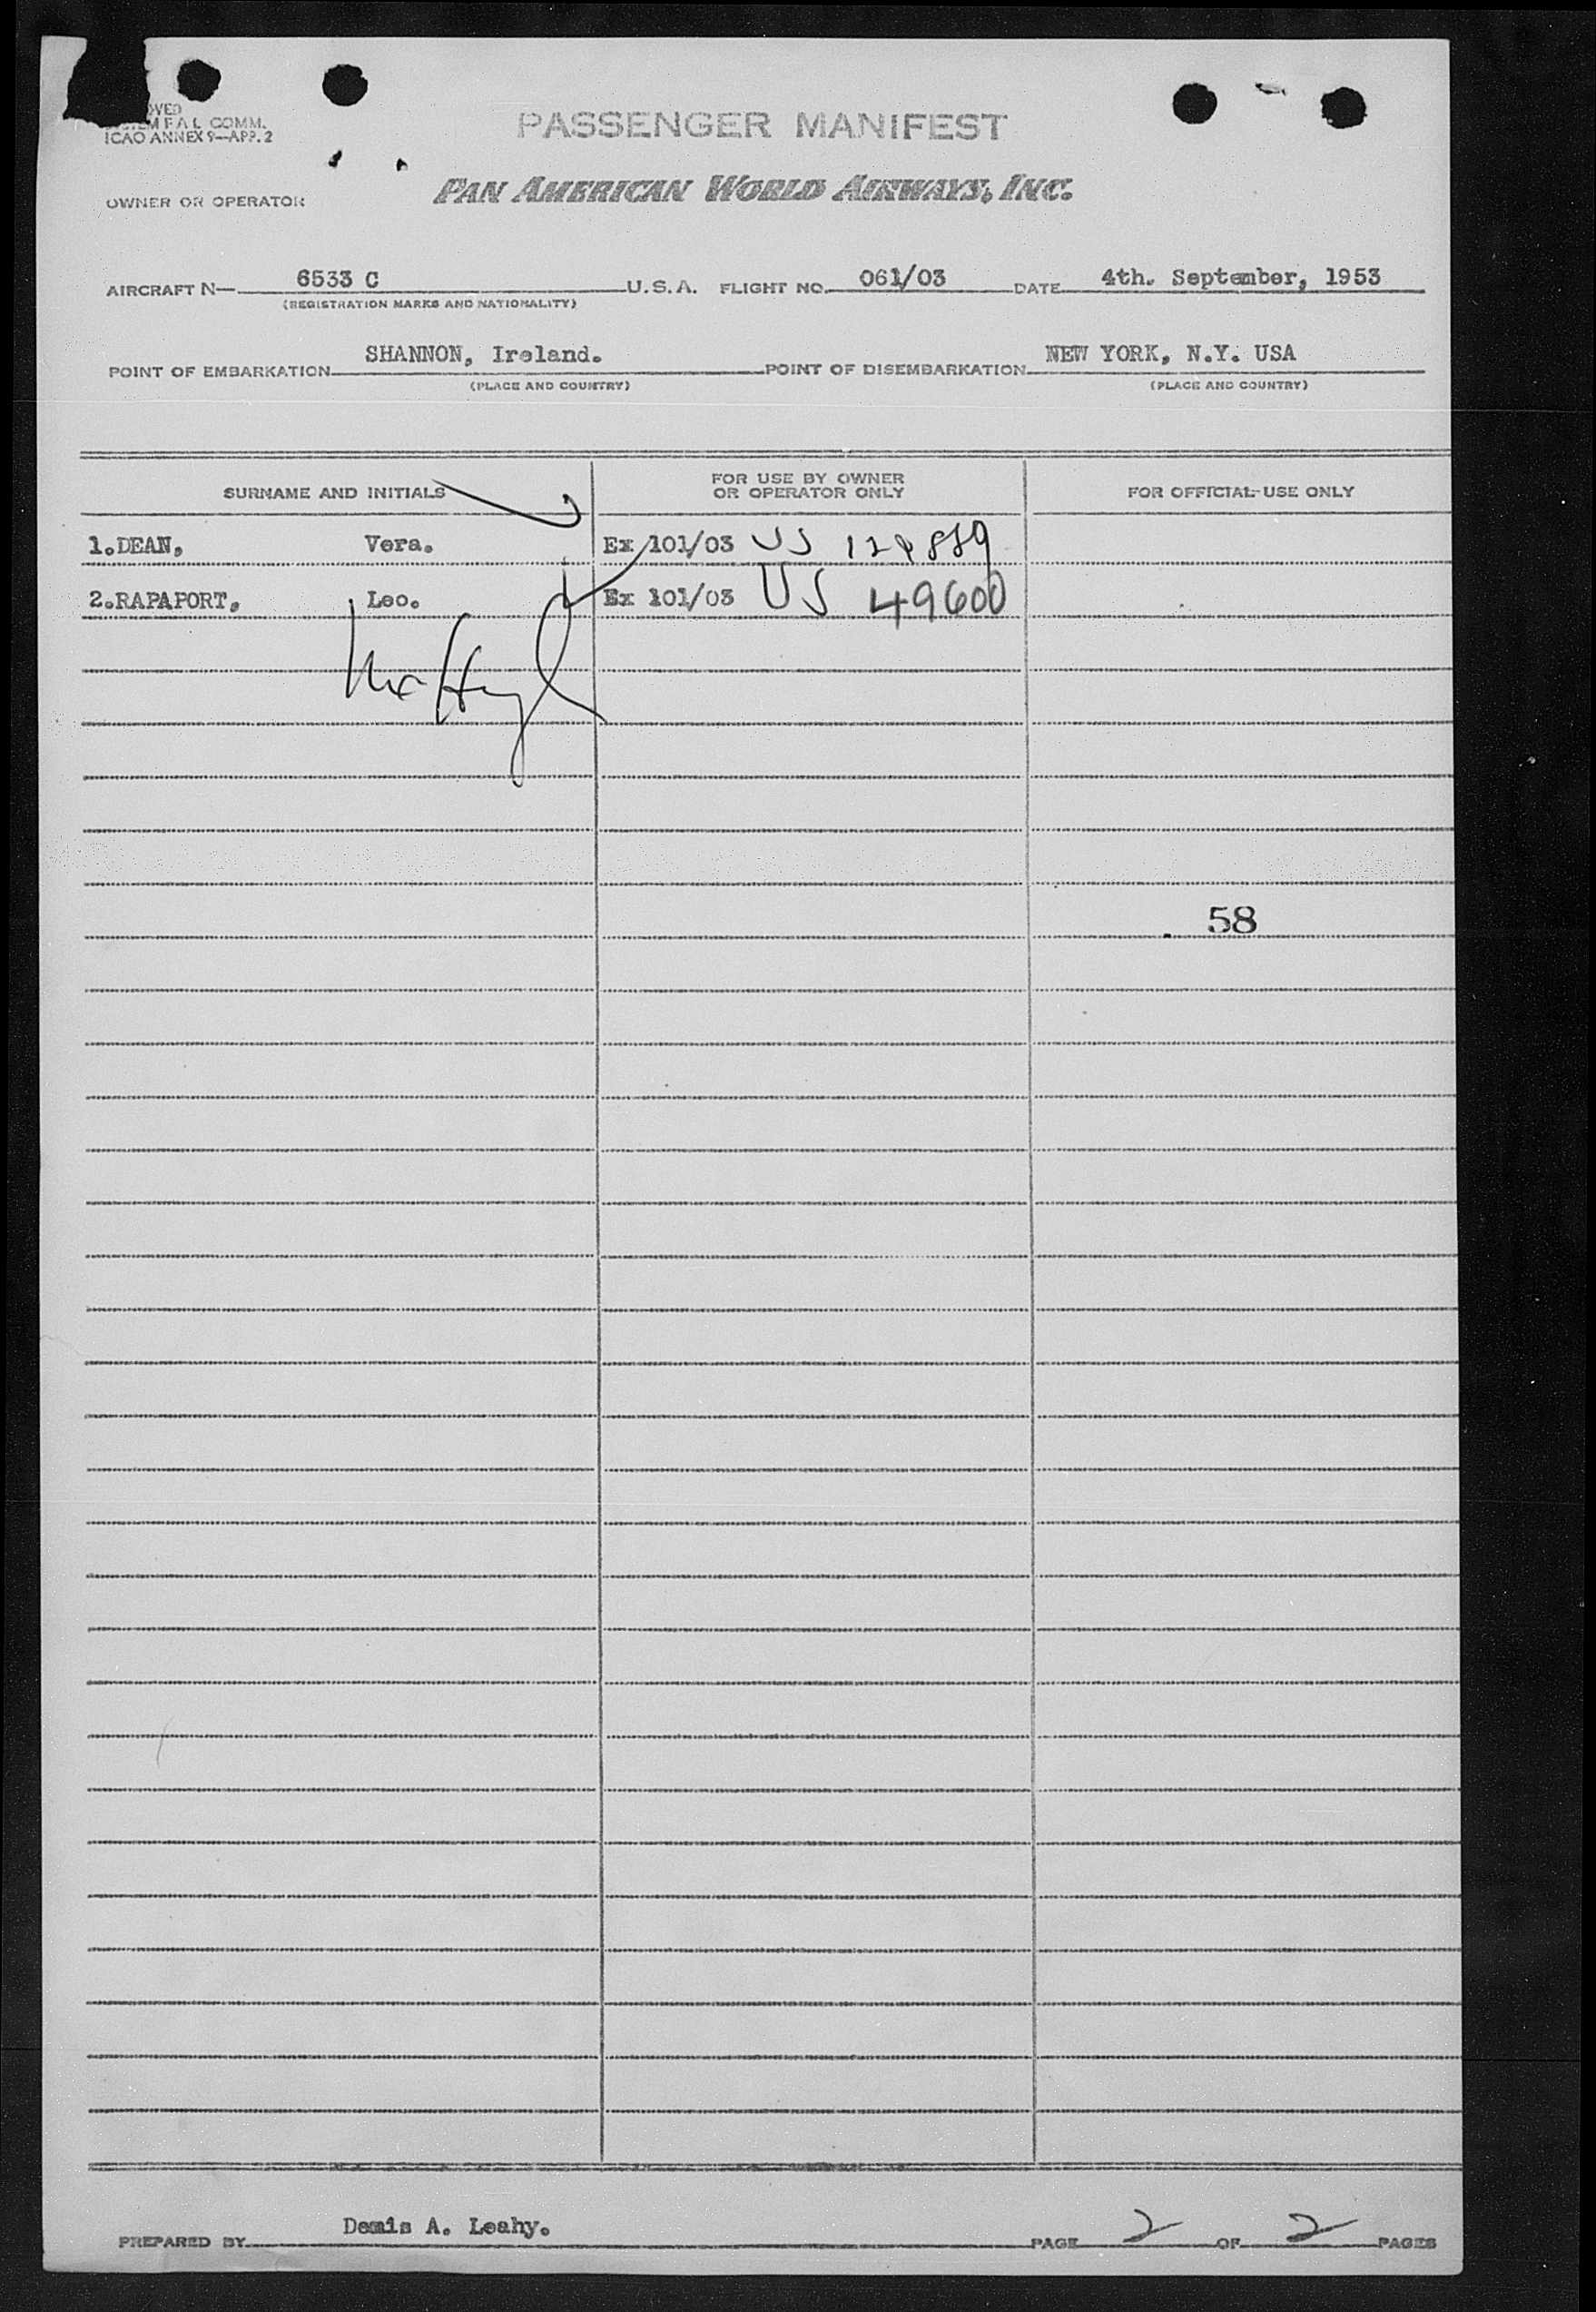 OVED
M F A L COMM.
ICAO ANNEX 9—APP. 2
PASSENGER MANIFEST
OWNER OR OPERATOR
PAN AMERICAN WORLD AIRWAYS, INC.
AIRCRAFT N— 6533 C U.S.A. FLIGHT NO. 061/03 DATE 4th. September, 1953
(REGISTRATION MARKS AND NATIONALITY)
POINT OF EMBARKATION SHANNON, Ireland. POINT OF DISEMBARKATION NEW YORK, N.Y. USA
(PLACE AND COUNTRY) (PLACE AND COUNTRY)
SURNAME AND INITIALS FOR USE BY OWNER OR OPERATOR ONLY FOR OFFICIAL USE ONLY
1.DEAN, Vera. Ex 101/03 US
2.RAPAPORT, Leo. Ex 101/03 US 49600
58
PREPARED BY Demis A. Leahy. PAGE 2 OF 2 PAGES